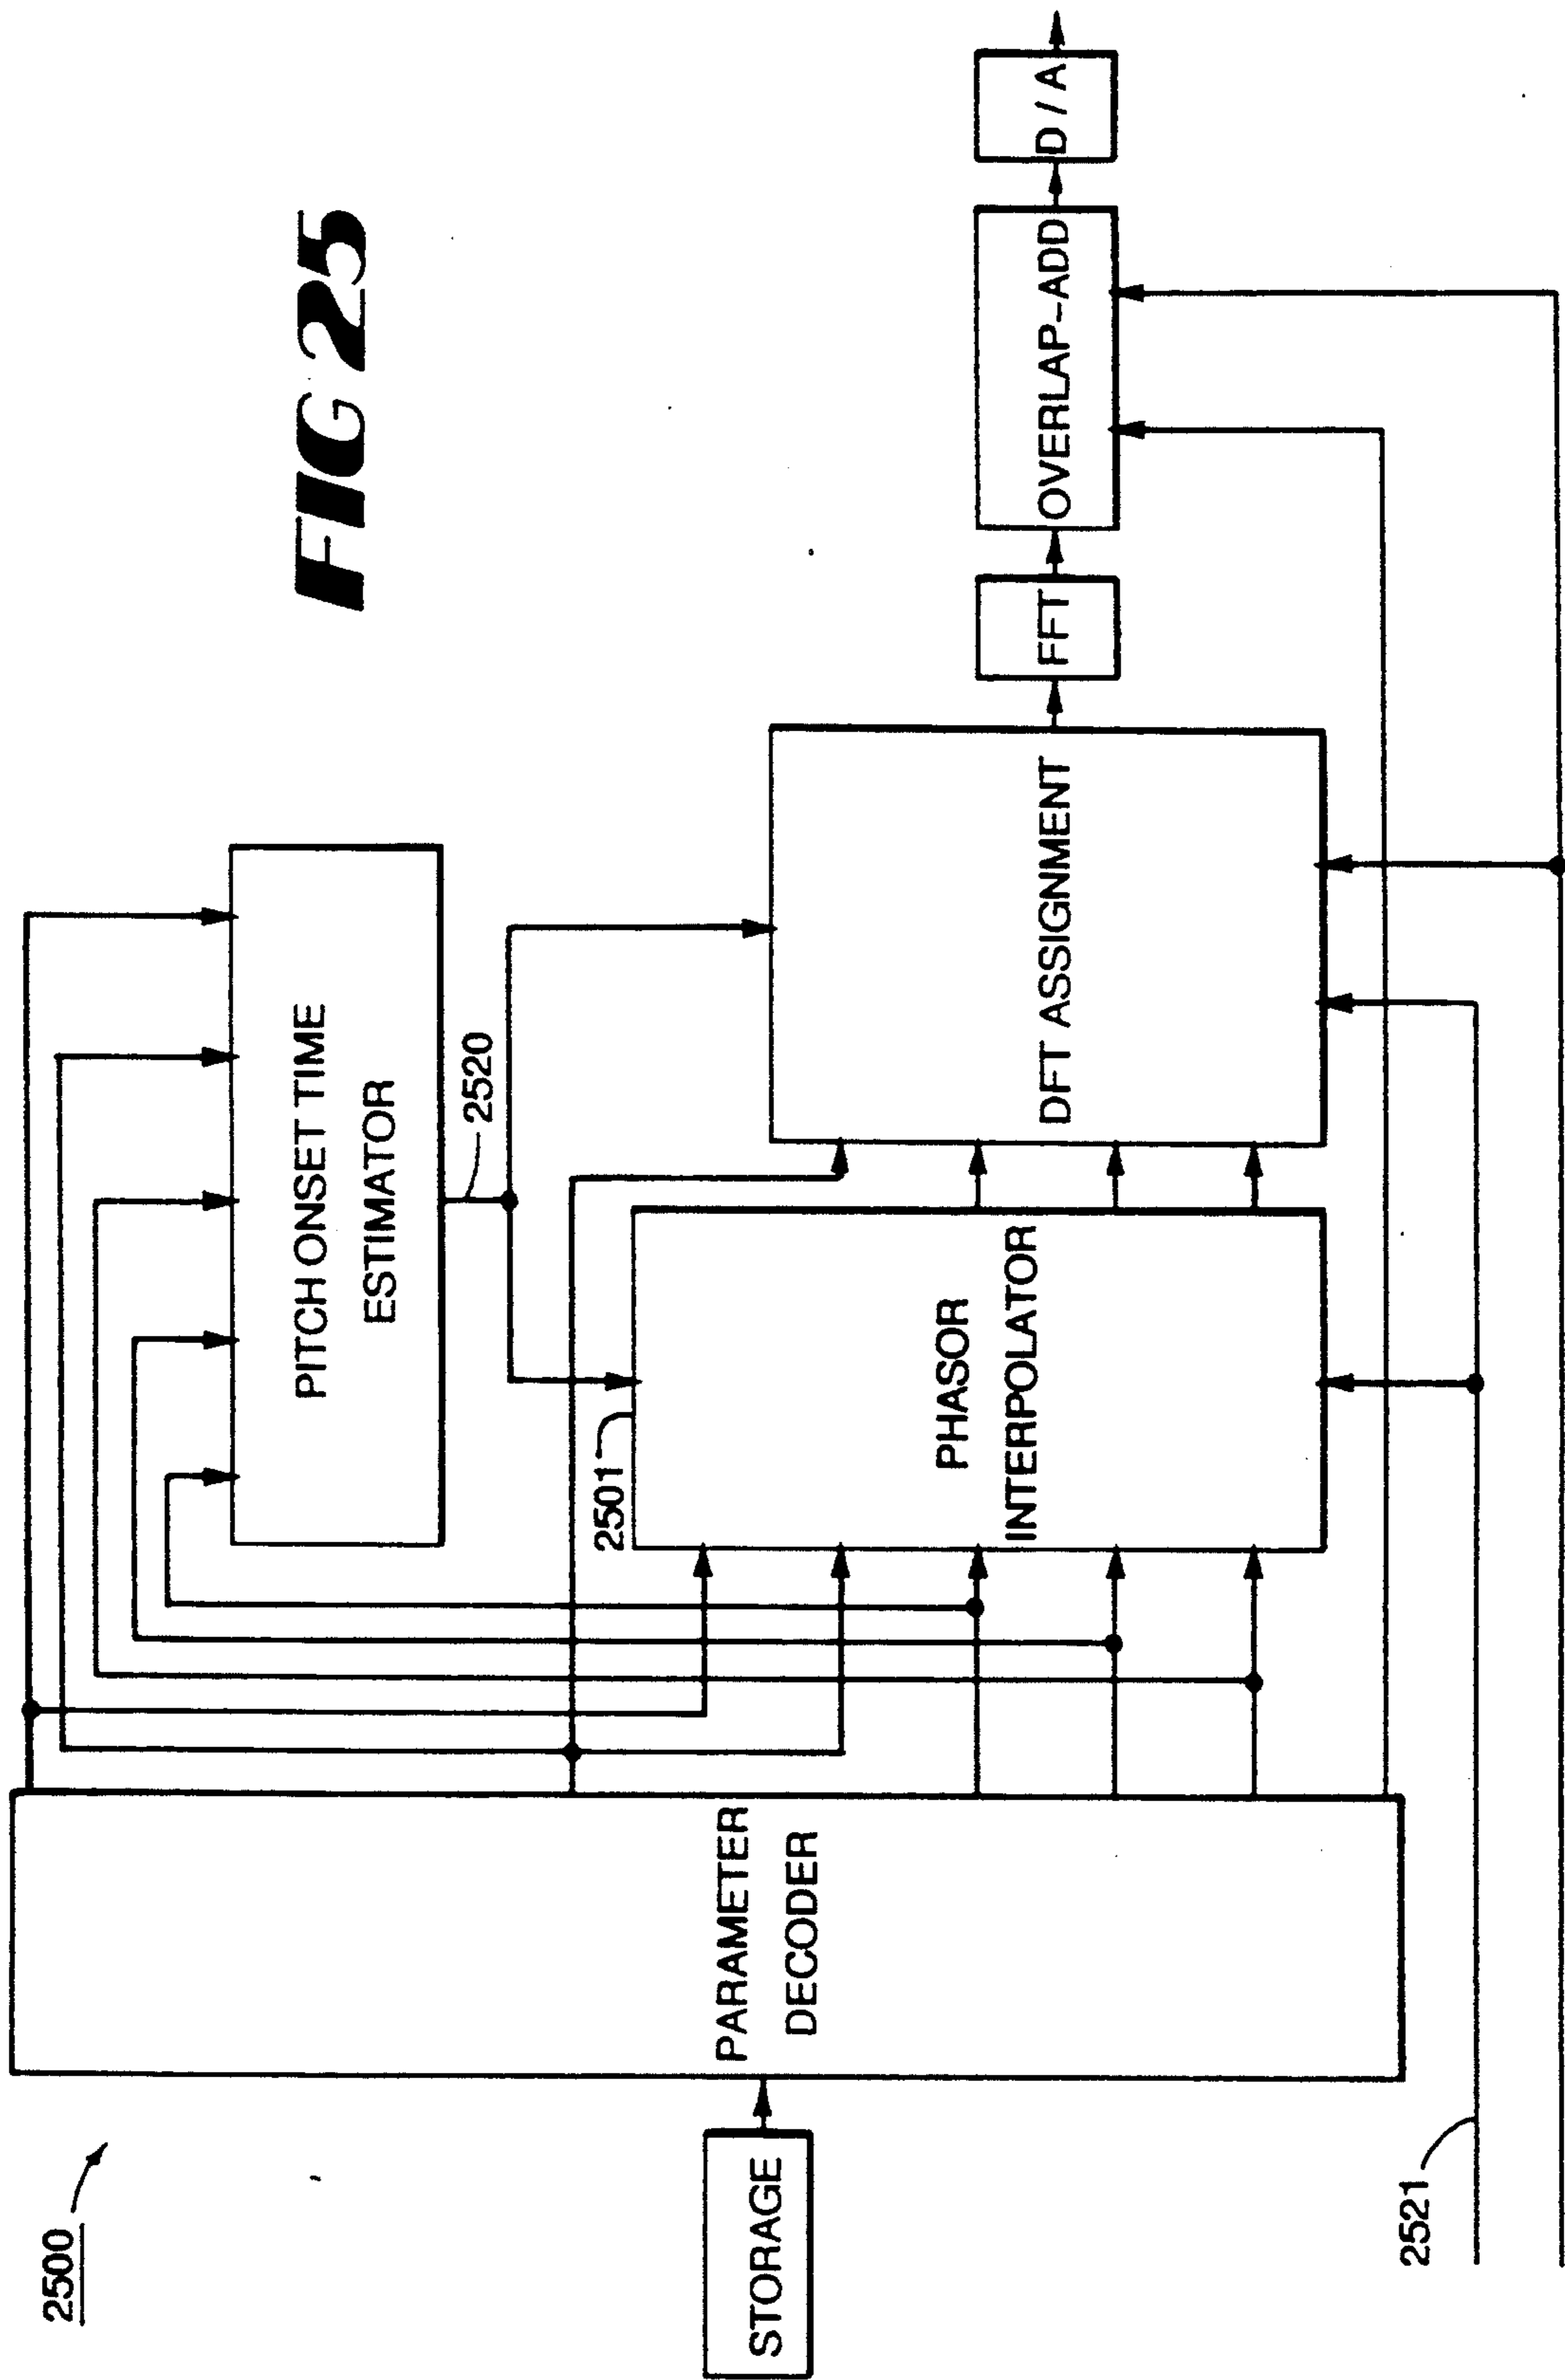 2500
FIG 25
PITCH ONSET TIME
ESTIMATOR
2520
2501
STORAGE
PARAMETER
DECODER
PHASOR
INTERPOLATOR
DFT ASSIGNMENT
FFT
OVERLAP-ADD
D / A
2521